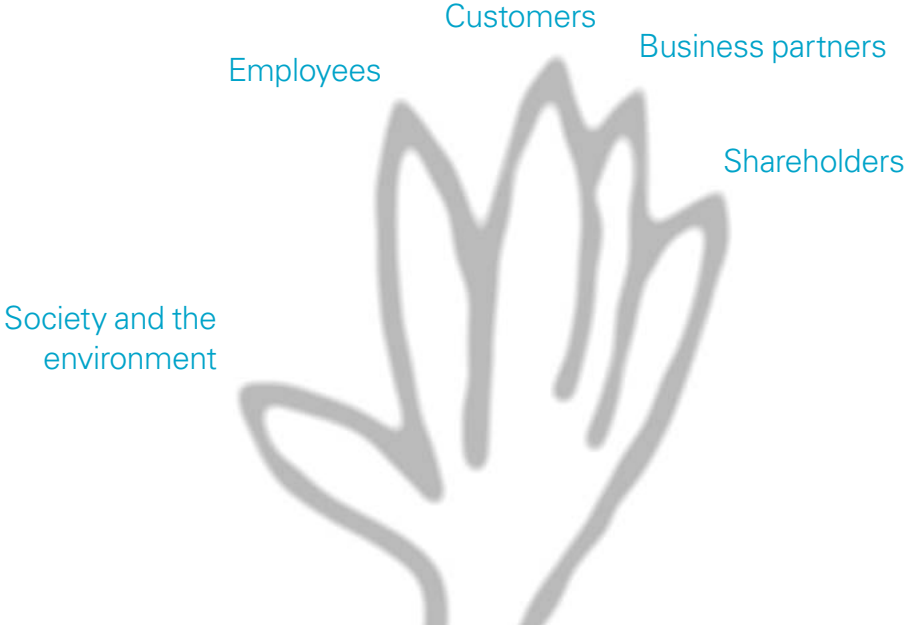 Customers
Business partners
Employees
Shareholders
Society and the
environment